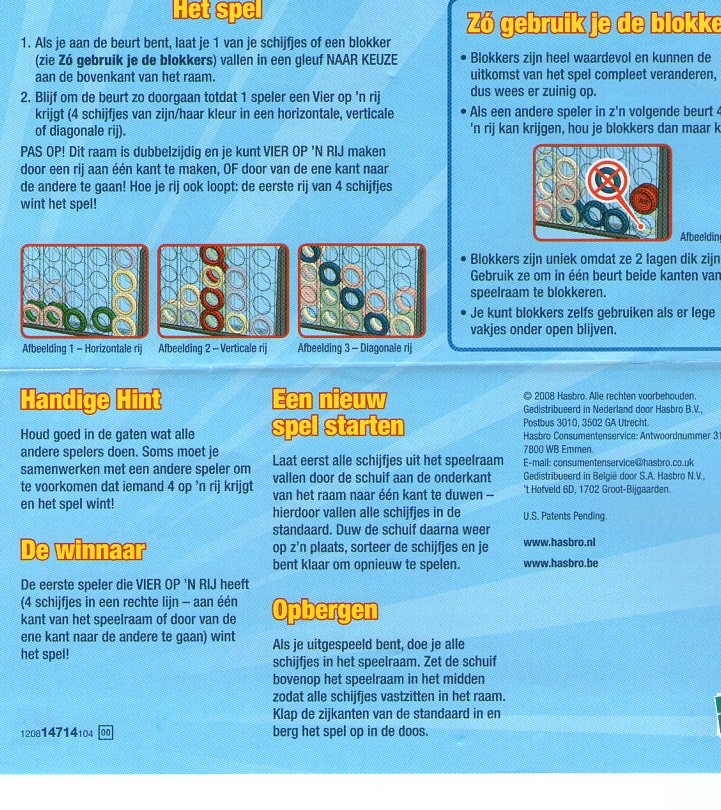 Het spel
1. Als je aan de beurt bent, laat je 1 van je schijfjes of een blokker
(zie Zó gebruik je de blokkers) vallen in een gleuf NAAR KEUZE
aan de bovenkant van het raam.
2. Blijf om de beurt zo doorgaan totdat 1 speler een Vier op 'n rij
krijgt (4 schijfjes van zijn/haar kleur in een horizontale, verticale
of diagonale rij).
PAS OP! Dit raam is dubbelzijdig en je kunt VIER OP 'N RIJ maken
door een rij aan één kant te maken, OF door van de ene kant naar
de andere te gaan! Hoe je rij ook loopt: de eerste rij van 4 schijfjes
wint het spel!
Afbeelding 1 – Horizontale rij
Afbeelding 2 – Verticale rij
Afbeelding 3 – Diagonale rij
Zó gebruik je de blokke
• Blokkers zijn heel waardevol en kunnen de
uitkomst van het spel compleet veranderen,
dus wees er zuinig op.
• Als een andere speler in z'n volgende beurt 4
'n rij kan krijgen, hou je blokkers dan maar k
Afbeelding
• Blokkers zijn uniek omdat ze 2 lagen dik zijn
Gebruik ze om in één beurt beide kanten van
speelraam te blokkeren.
• Je kunt blokkers zelfs gebruiken als er lege
vakjes onder open blijven.
Handige Hint
Houd goed in de gaten wat alle
andere spelers doen. Soms moet je
samenwerken met een andere speler om
te voorkomen dat iemand 4 op 'n rij krijgt
en het spel wint!
De winnaar
De eerste speler die VIER OP 'N RIJ heeft
(4 schijfjes in een rechte lijn – aan één
kant van het speelraam of door van de
ene kant naar de andere te gaan) wint
het spel!
120814714104 00
Een nieuw
spel starten
Laat eerst alle schijfjes uit het speelraam
vallen door de schuif aan de onderkant
van het raam naar één kant te duwen –
hierdoor vallen alle schijfjes in de
standaard. Duw de schuif daarna weer
op z'n plaats, sorteer de schijfjes en je
bent klaar om opnieuw te spelen.
Opbergen
Als je uitgespeeld bent, doe je alle
schijfjes in het speelraam. Zet de schuif
bovenop het speelraam in het midden
zodat alle schijfjes vastzitten in het raam.
Klap de zijkanten van de standaard in en
berg het spel op in de doos.
© 2008 Hasbro. Alle rechten voorbehouden.
Gedistribueerd in Nederland door Hasbro B.V.,
Postbus 3010, 3502 GA Utrecht.
Hasbro Consumentenservice: Antwoordnummer 31
7800 WB Emmen.
E-mail: consumentenservice@hasbro.co.uk
Gedistribueerd in België door S.A. Hasbro N.V.,
't Hofveld 6D, 1702 Groot-Bijgaarden.
U.S. Patents Pending.
www.hasbro.nl
www.hasbro.be